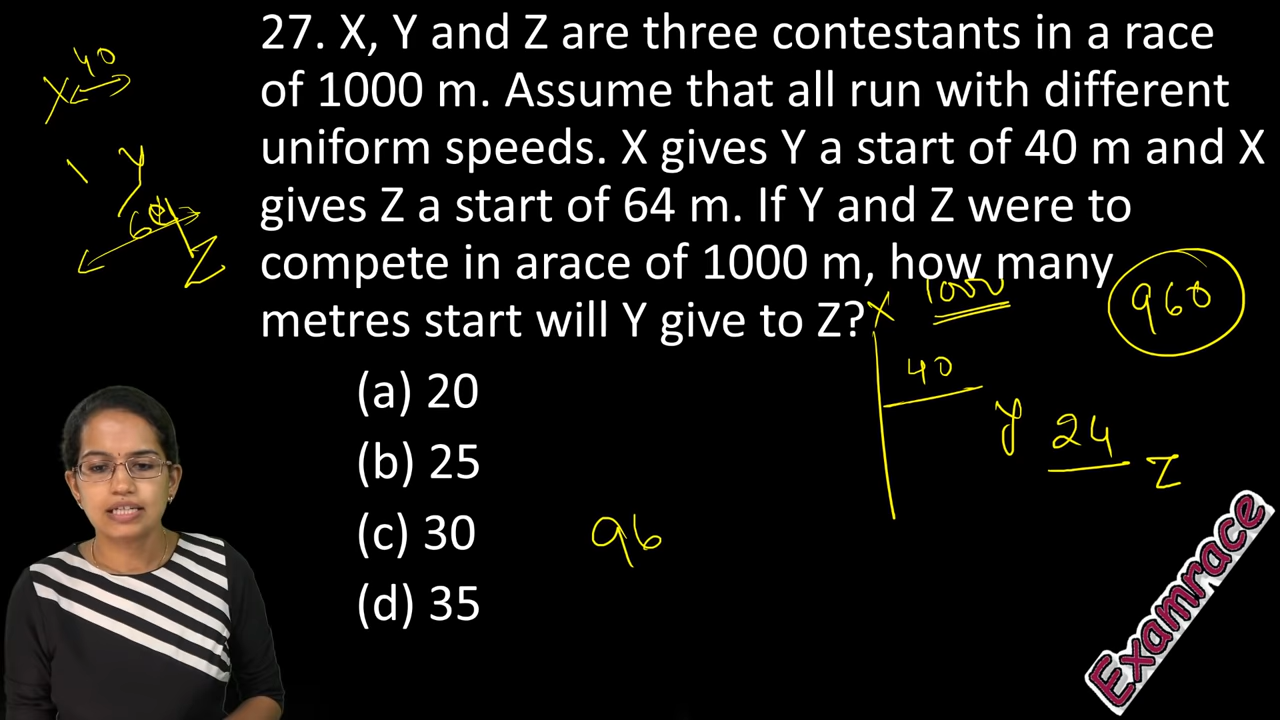 27. X, Y and Z are three contestants in a race
of 1000 m. Assume that all run with different
uniform speeds. X gives Y a start of 40 m and X
gives Z a start of 64 m. If Y and Z were to
compete in arace of 1000 m, how many
metres start will Y give to Z?
(a) 20
(b) 25
(c) 30
(d) 35
40
X
Y
64
Z
X 1000
960
40
Y 24
Z
96
Examrace